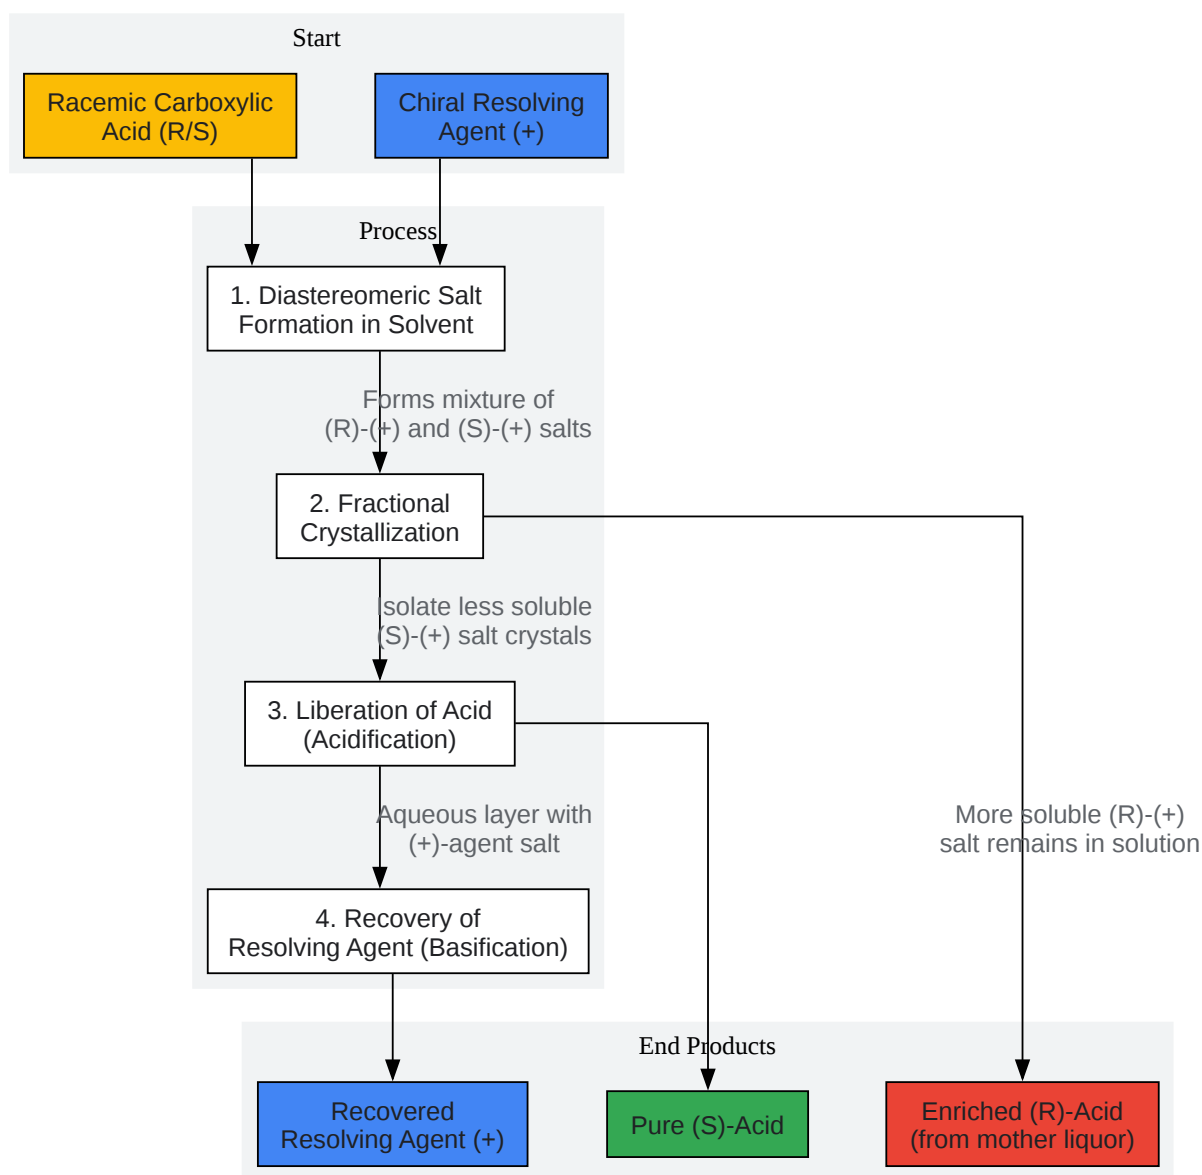 Start
Racemic Carboxylic
Acid (R/S)
Chiral Resolving
Agent (+)
Process
1. Diastereomeric Salt
Formation in Solvent
Forms mixture of
(R)-(+) and (S)-(+) salts
2. Fractional
Crystallization
Isolate less soluble
(S)-(+) salt crystals
3. Liberation of Acid
(Acidification)
Aqueous layer with
(+)-agent salt
More soluble (R)-(+)
salt remains in solution
4. Recovery of
Resolving Agent (Basification)
End Products
Recovered
Resolving Agent (+)
Pure (S)-Acid
Enriched (R)-Acid
(from mother liquor)